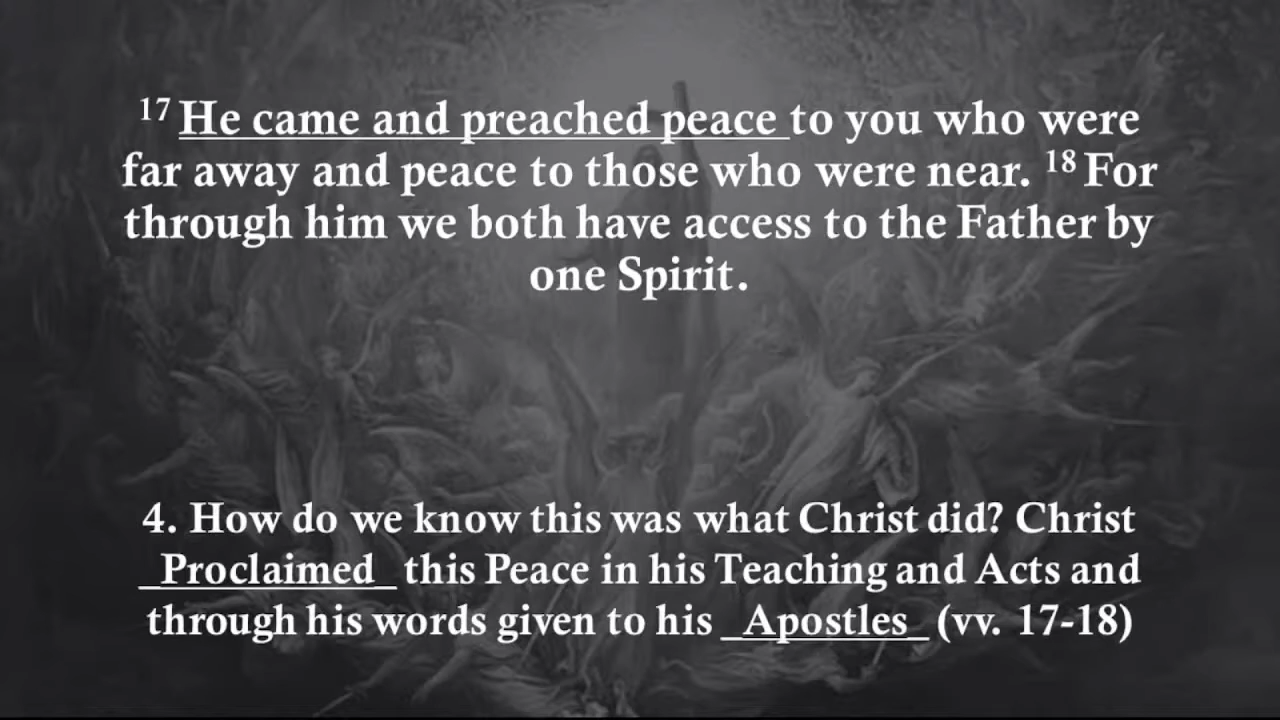 17 He came and preached peace to you who were
far away and peace to those who were near. 18 For
through him we both have access to the Father by
one Spirit.
4. How do we know this was what Christ did? Christ
_Proclaimed_ this Peace in his Teaching and Acts and
through his words given to his _Apostles_ (vv. 17-18)